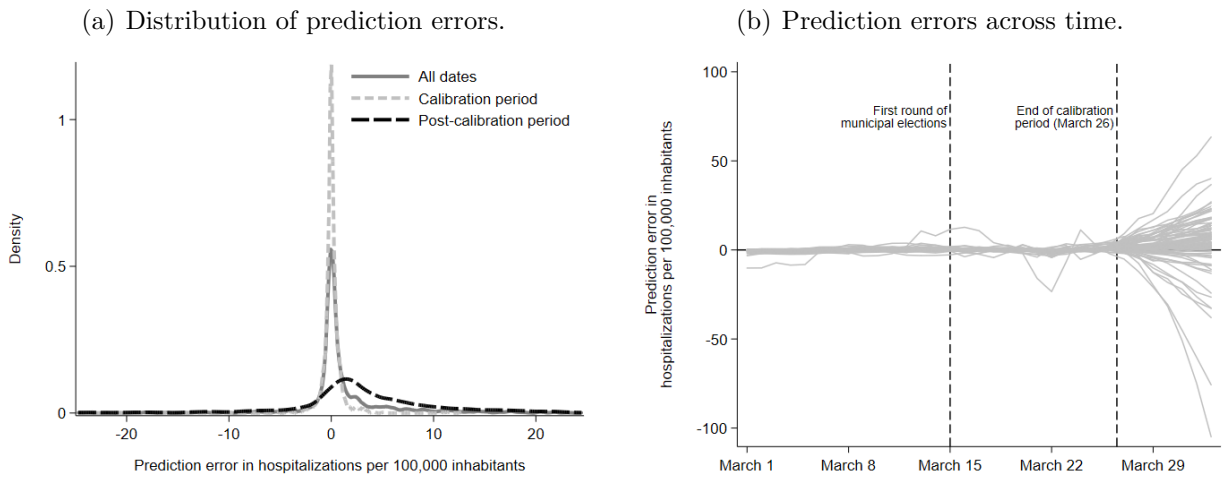 (a) Distribution of prediction errors.
All dates
Calibration period
Post-calibration period
Density
1
0.5
0
-20
-10
0
10
20
Prediction error in hospitalizations per 100,000 inhabitants
(b) Prediction errors across time.
First round of
municipal elections
End of calibration
period (March 26)
Prediction error in
hospitalizations per 100,000 inhabitants
100
50
0
-50
-100
March 1
March 8
March 15
March 22
March 29